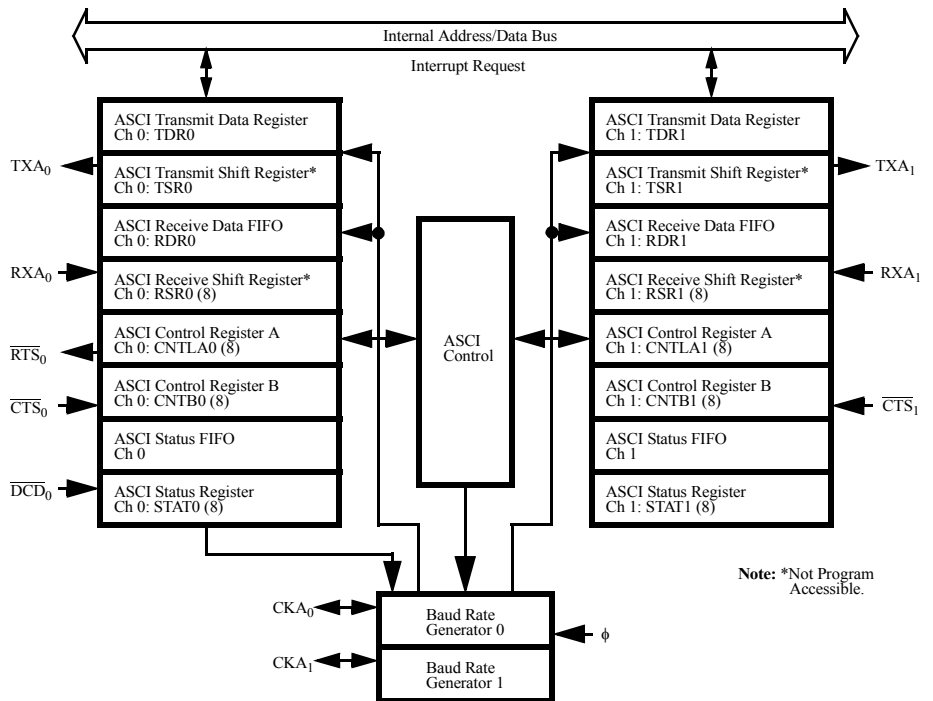 Internal Address/Data Bus
Interrupt Request
ASCI Transmit Data Register
Ch 0: TDR0
ASCI Transmit Shift Register*
Ch 0: TSR0
ASCI Receive Data FIFO
Ch 0: RDR0
ASCI Receive Shift Register*
Ch 0: RSR0 (8)
ASCI Control Register A
Ch 0: CNTLA0 (8)
ASCI Control Register B
Ch 0: CNTB0 (8)
ASCI Status FIFO
Ch 0
ASCI Status Register
Ch 0: STAT0 (8)
TXA0
RXA0
RTS0
CTS0
DCD0
ASCI
Control
ASCI Transmit Data Register
Ch 1: TDR1
ASCI Transmit Shift Register*
Ch 1: TSR1
ASCI Receive Data FIFO
Ch 1: RDR1
ASCI Receive Shift Register*
Ch 1: RSR1 (8)
ASCI Control Register A
Ch 1: CNTLA1 (8)
ASCI Control Register B
Ch 1: CNTB1 (8)
ASCI Status FIFO
Ch 1
ASCI Status Register
Ch 1: STAT1 (8)
TXA1
RXA1
CTS1
Note: *Not Program
Accessible.
CKA0
Baud Rate
Generator 0
ϕ
CKA1
Baud Rate
Generator 1